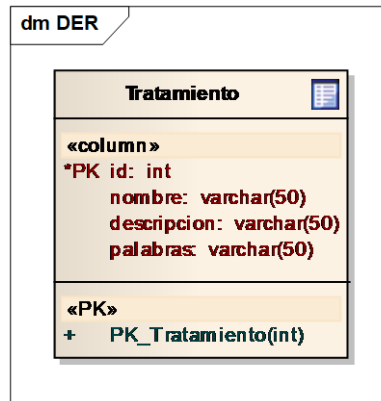 dm DER
Tratamiento
«column»
*PK id: int
nombre: varchar(50)
descripcion: varchar(50)
palabras: varchar(50)
«PK»
+ PK_Tratamiento(int)